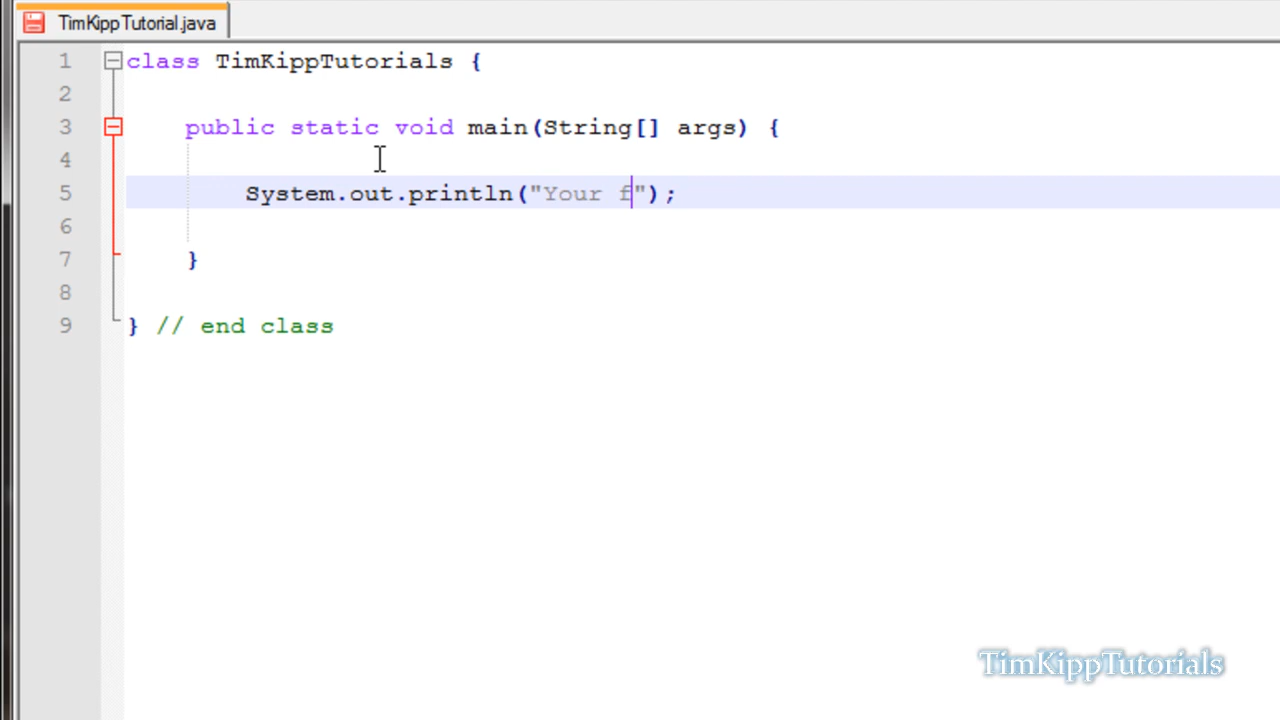 TimKippTutorial.java
1 class TimKippTutorials {
2
3 public static void main(String[] args) {
4
5 System.out.println("Your f");
6
7 }
8
9 } // end class
TimKippTutorials